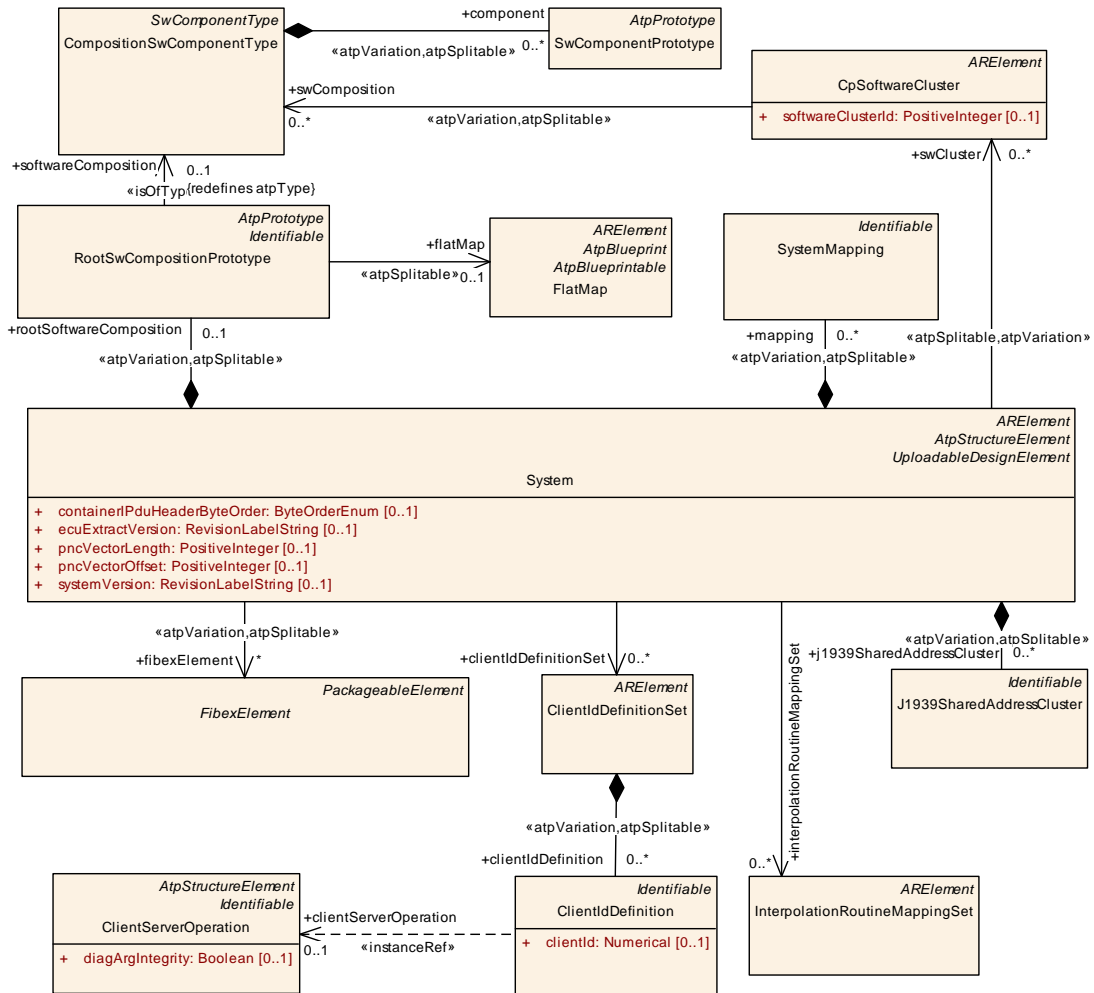 SwComponentType
CompositionSwComponentType
+component
«atpVariation,atpSplitable»
0..*
AtpPrototype
SwComponentPrototype
ARElement
CpSoftwareCluster
+ softwareClusterId: PositiveInteger [0..1]
+swComposition
0..*
«atpVariation,atpSplitable»
+swCluster
0..*
+softwareComposition
0..1
«isOfTyp
{redefines atpType}
AtpPrototype
Identifiable
RootSwCompositionPrototype
+flatMap
«atpSplitable»
0..1
ARElement
AtpBlueprint
AtpBlueprintable
FlatMap
Identifiable
SystemMapping
+rootSoftwareComposition
0..1
«atpVariation,atpSplitable»
+mapping
0..*
«atpVariation,atpSplitable»
«atpSplitable,atpVariation»
ARElement
AtpStructureElement
UploadableDesignElement
System
+ containerIPduHeaderByteOrder: ByteOrderEnum [0..1]
+ ecuExtractVersion: RevisionLabelString [0..1]
+ pncVectorLength: PositiveInteger [0..1]
+ pncVectorOffset: PositiveInteger [0..1]
+ systemVersion: RevisionLabelString [0..1]
«atpVariation,atpSplitable»
+fibexElement
*
+clientIdDefinitionSet
0..*
+interpolationRoutineMappingSet
0..*
«atpVariation,atpSplitable»
+j1939SharedAddressCluster
0..*
PackageableElement
FibexElement
ARElement
ClientIdDefinitionSet
Identifiable
J1939SharedAddressCluster
«atpVariation,atpSplitable»
+clientIdDefinition
0..*
AtpStructureElement
Identifiable
ClientServerOperation
+ diagArgIntegrity: Boolean [0..1]
+clientServerOperation
0..1
«instanceRef»
Identifiable
ClientIdDefinition
+ clientId: Numerical [0..1]
ARElement
InterpolationRoutineMappingSet